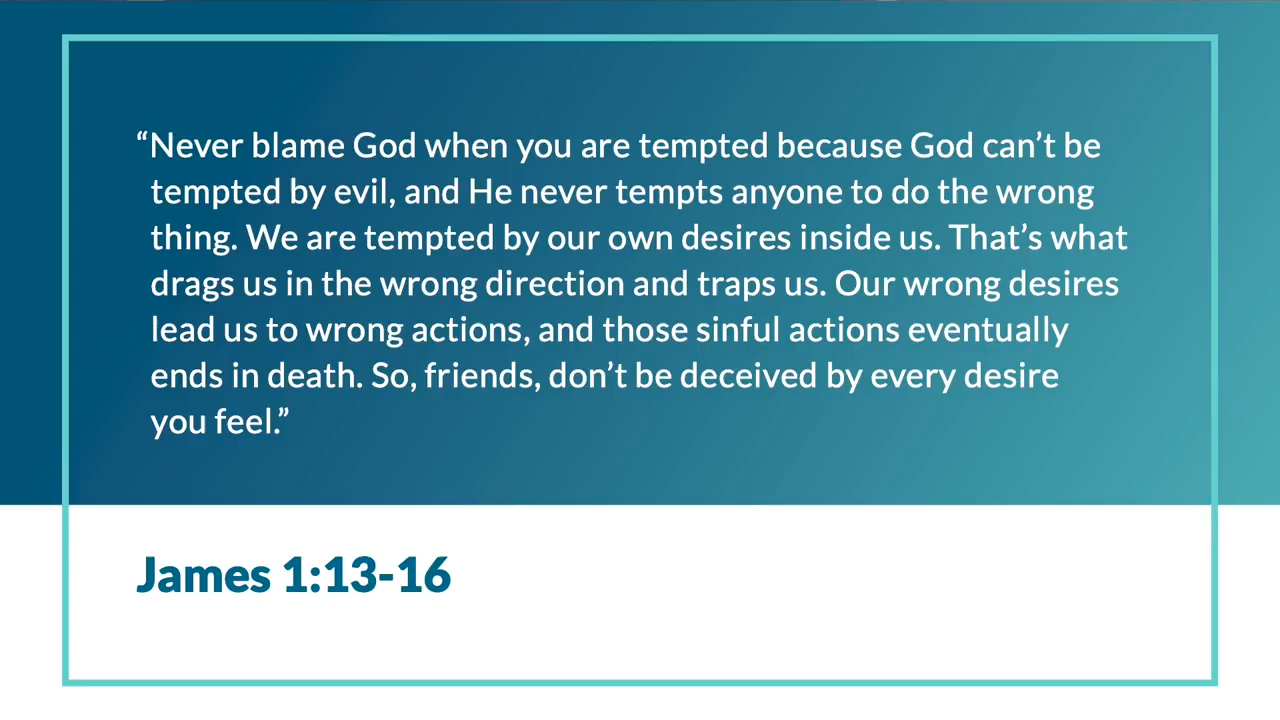 “Never blame God when you are tempted because God can’t be
tempted by evil, and He never tempts anyone to do the wrong
thing. We are tempted by our own desires inside us. That’s what
drags us in the wrong direction and traps us. Our wrong desires
lead us to wrong actions, and those sinful actions eventually
ends in death. So, friends, don’t be deceived by every desire
you feel.”
James 1:13-16